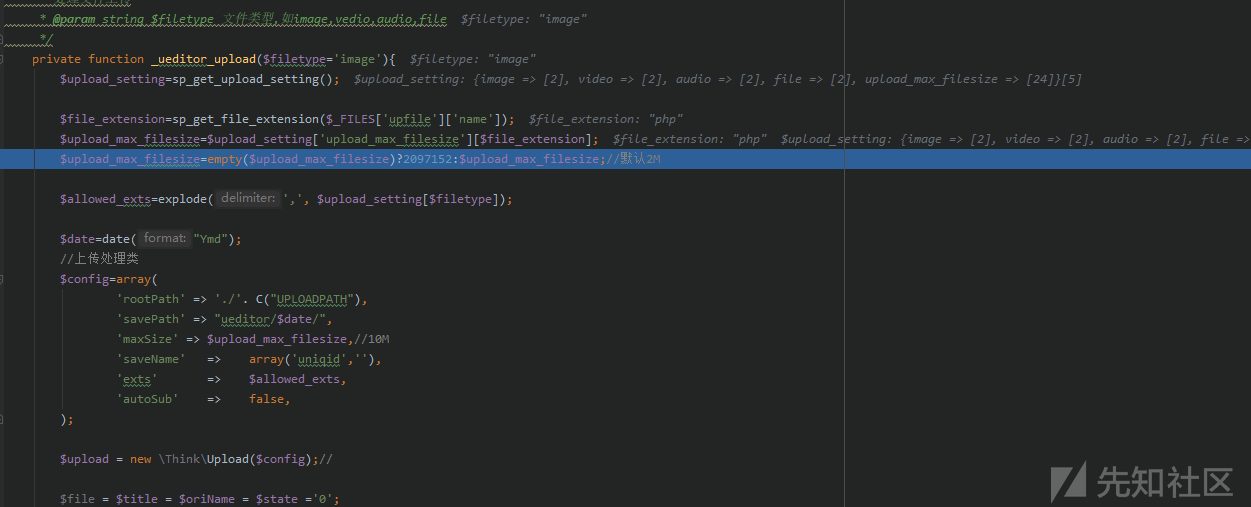 * @param string $filetype 文件类型,如image,vedio,audio,file $filetype: "image"
*/
private function _ueditor_upload($filetype='image'){ $filetype: "image"
$upload_setting=sp_get_upload_setting(); $upload_setting: {image => [2], video => [2], audio => [2], file => [2], upload_max_filesize => [24]}[5]
$file_extension=sp_get_file_extension($_FILES['upfile']['name']); $file_extension: "php"
$upload_max_filesize=$upload_setting['upload_max_filesize'][$file_extension]; $file_extension: "php" $upload_setting: {image => [2], video => [2], audio => [2], file =>
$upload_max_filesize=empty($upload_max_filesize)?2097152:$upload_max_filesize;//默认2M
$allowed_exts=explode( delimiter: ',', $upload_setting[$filetype]);
$date=date( format: "Ymd");
//上传处理类
$config=array(
'rootPath' => './'. C("UPLOADPATH"),
'savePath' => "ueditor/$date/",
'maxSize' => $upload_max_filesize,//10M
'saveName' => array('uniqid',''),
'exts' => $allowed_exts,
'autoSub' => false,
);
$upload = new \Think\Upload($config);//
$file = $title = $oriName = $state ='0';
先知社区